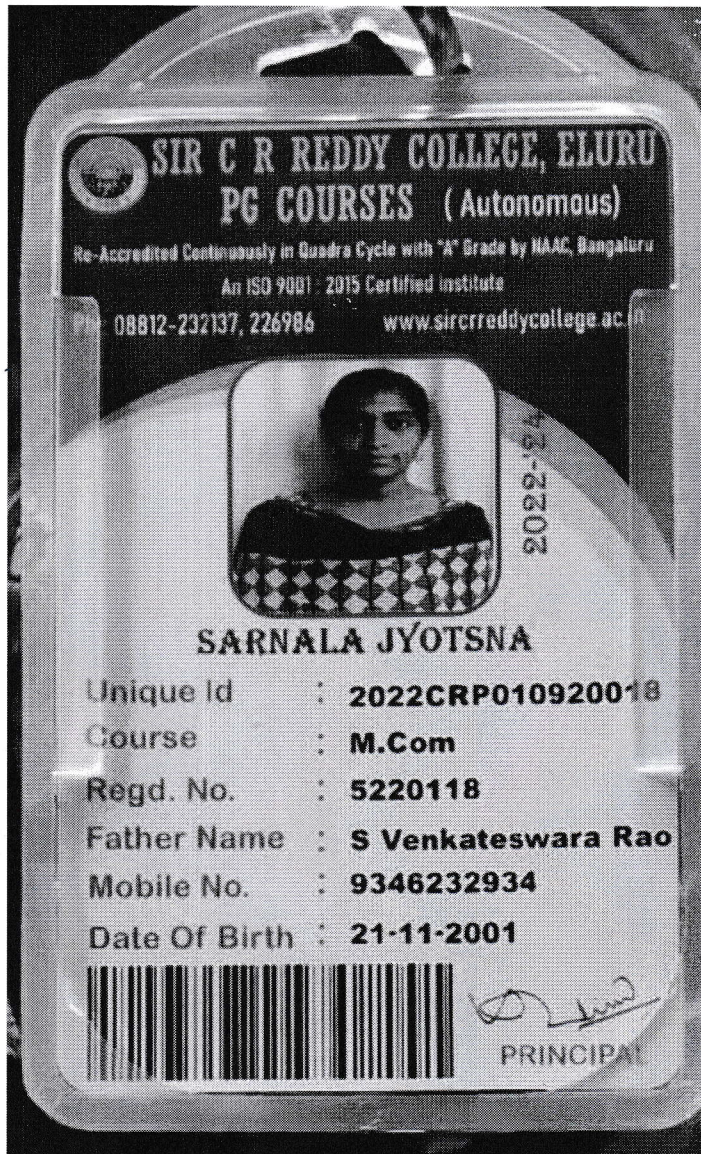 SIR C R REDDY COLLEGE, ELURU
PG COURSES (Autonomous)
Re-Accredited Continuously in Quadra Cycle with "A" Grade by NAAC, Bangaluru
An ISO 9001 : 2015 Certified Institute
Ph: 08812-232137, 226986 www.sircrreddycollege.ac.in
2022-'24
SARNALA JYOTSNA
Unique Id : 2022CRP010920018
Course : M.Com
Regd. No. : 5220118
Father Name : S Venkateswara Rao
Mobile No. : 9346232934
Date Of Birth : 21-11-2001
PRINCIPAL